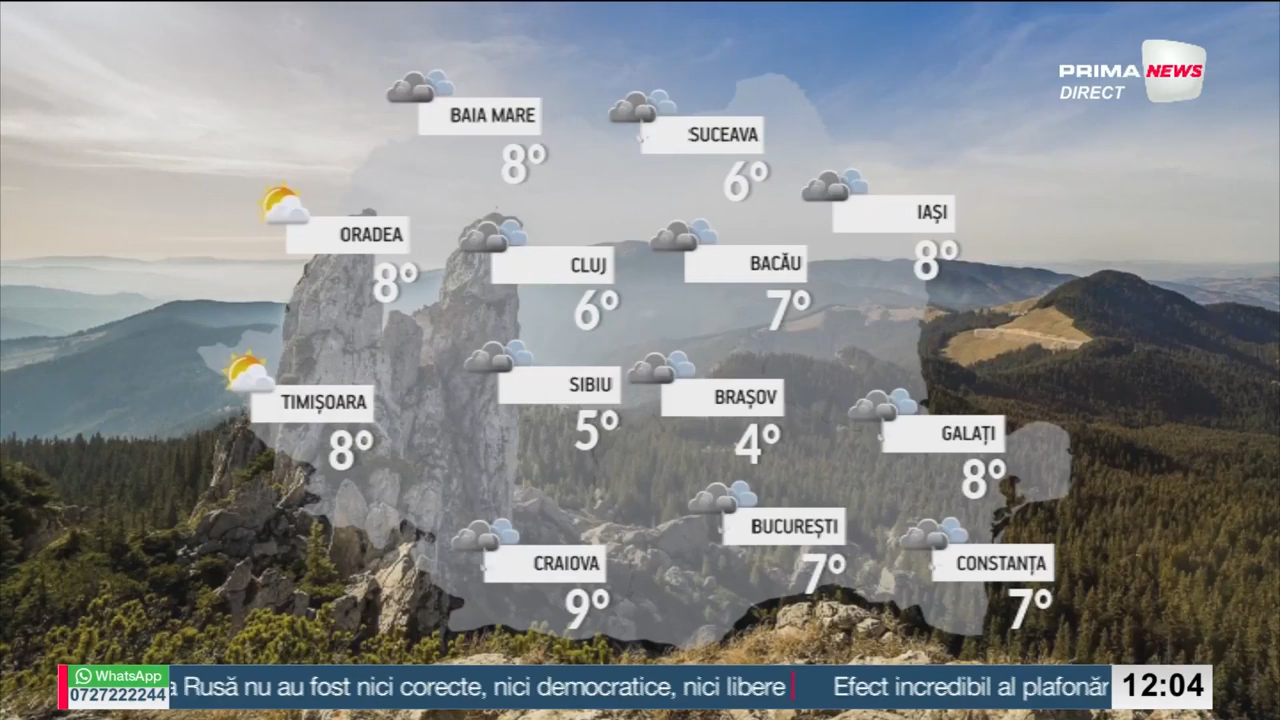 PRIMA NEWS
DIRECT
BAIA MARE
8°
SUCEAVA
6°
IAȘI
8°
ORADEA
8°
CLUJ
6°
BACĂU
7°
TIMIȘOARA
8°
SIBIU
5°
BRAȘOV
4°
GALAȚI
8°
BUCUREȘTI
7°
CRAIOVA
9°
CONSTANȚA
7°
WhatsApp
0727222244
a Rusă nu au fost nici corecte, nici democratice, nici libere | Efect incredibil al plafonăr
12:04